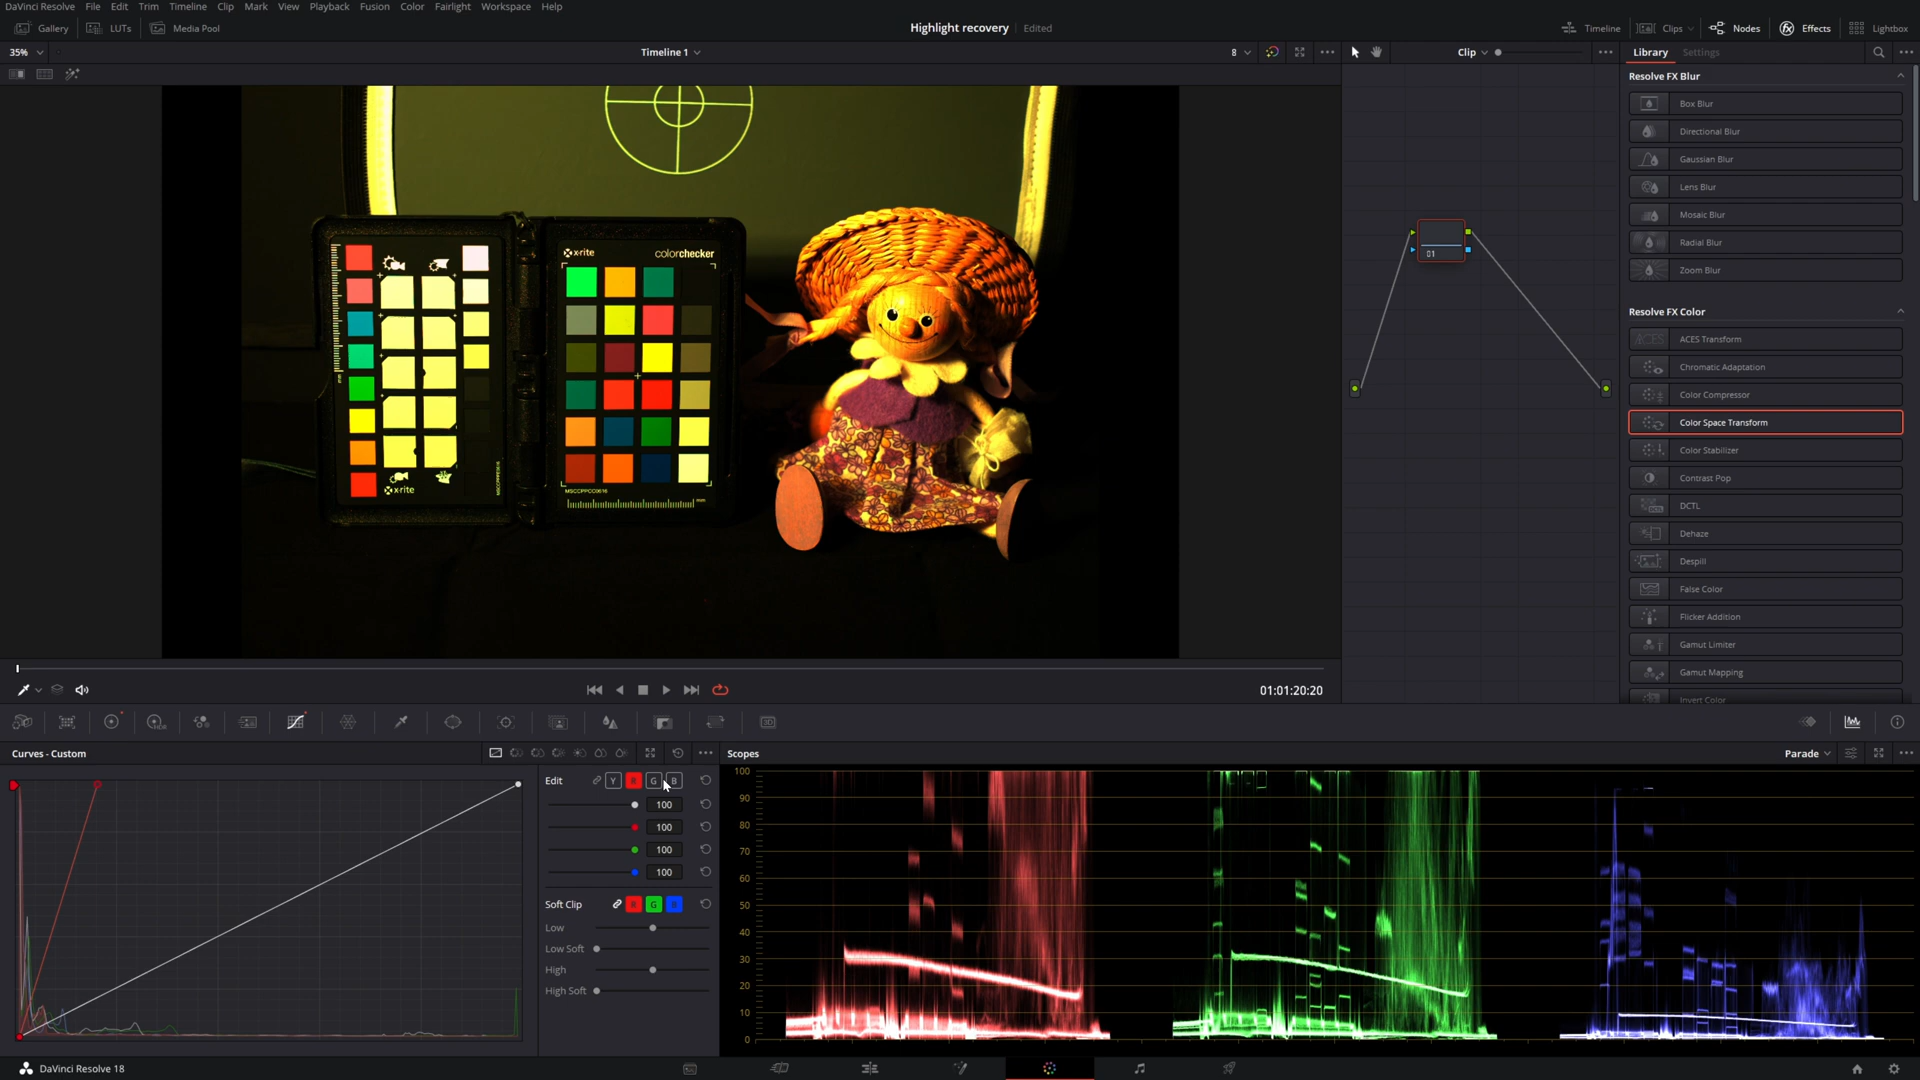 DaVinci Resolve File Edit Trim Timeline Clip Mark View Playback Fusion Color Fairlight Workspace Help
Gallery LUTs Media Pool Highlight recovery Edited Timeline Clips Nodes Effects Lightbox
35% Timeline 1 8 Clip Library Settings
Resolve FX Blur
Box Blur
Directional Blur
Gaussian Blur
Lens Blur
Mosaic Blur
Radial Blur
Zoom Blur
Resolve FX Color
ACES Transform
Chromatic Adaptation
Color Compressor
Color Space Transform
Color Stabilizer
Contrast Pop
DCTL
Dehaze
Despill
False Color
Flicker Addition
Gamut Limiter
Gamut Mapping
Invert Color
01
x-rite colorchecker
x-rite
MSCCPPCC0616
01:01:20:20
Curves - Custom
Edit Y R G B
100
100
100
100
Soft Clip R G B
Low
Low Soft
High
High Soft
Scopes Parade
100
90
80
70
60
50
40
30
20
10
0
DaVinci Resolve 18